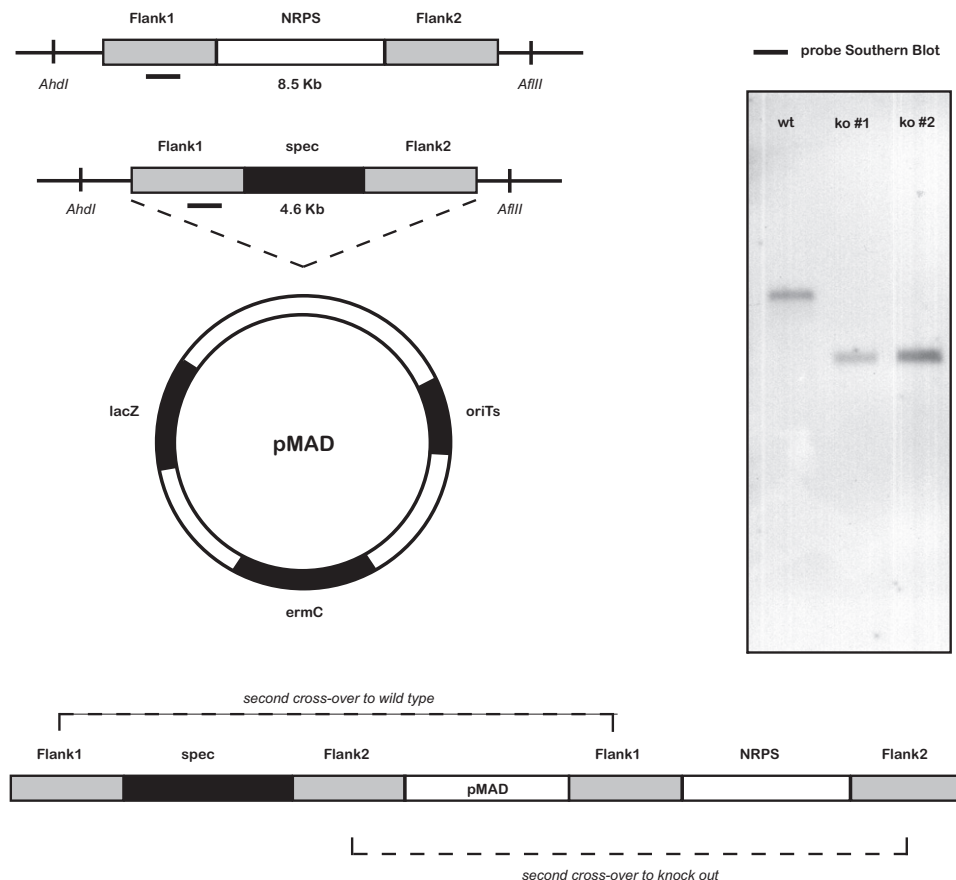 Flank1 NRPS Flank2
AhdI 8.5 Kb AflII
Flank1 spec Flank2
AhdI 4.6 Kb AflII
lacZ oriTs
pMAD
ermC
probe Southern Blot
wt ko #1 ko #2
second cross-over to wild type
Flank1 spec Flank2 Flank1 NRPS Flank2
pMAD
second cross-over to knock out